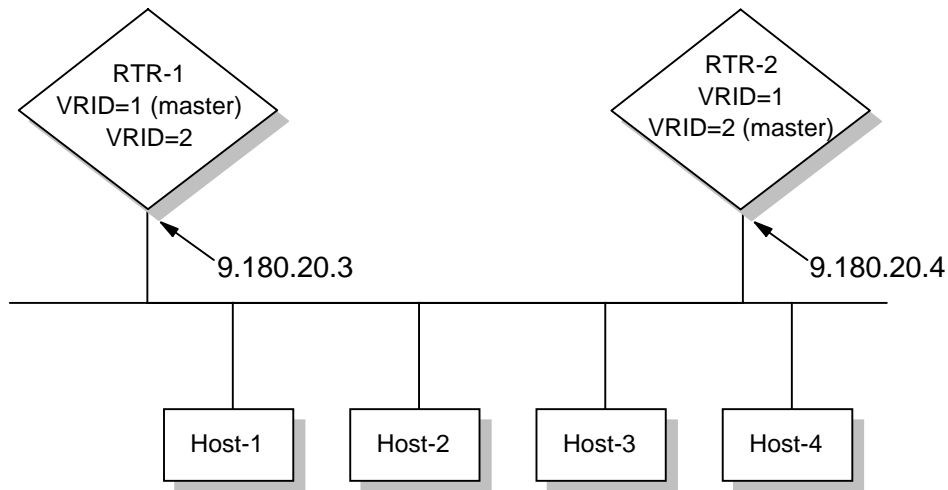 RTR-1
VRID=1 (master)
VRID=2
RTR-2
VRID=1
VRID=2 (master)
9.180.20.3
9.180.20.4
Host-1
Host-2
Host-3
Host-4